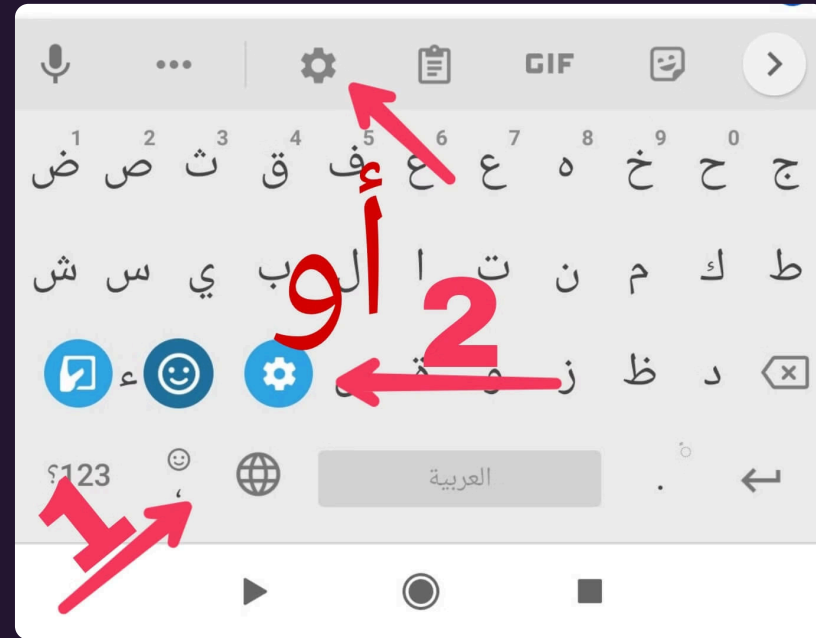 GIF
1 2 3 4 5 6 7 8 9 0
ض ص ث ق ف غ ع ه خ ح ج
أو
ش س ي ب ل ا ت ن م ك ط
2
ء ة و ز ظ د
؟123 ، العربية .
1